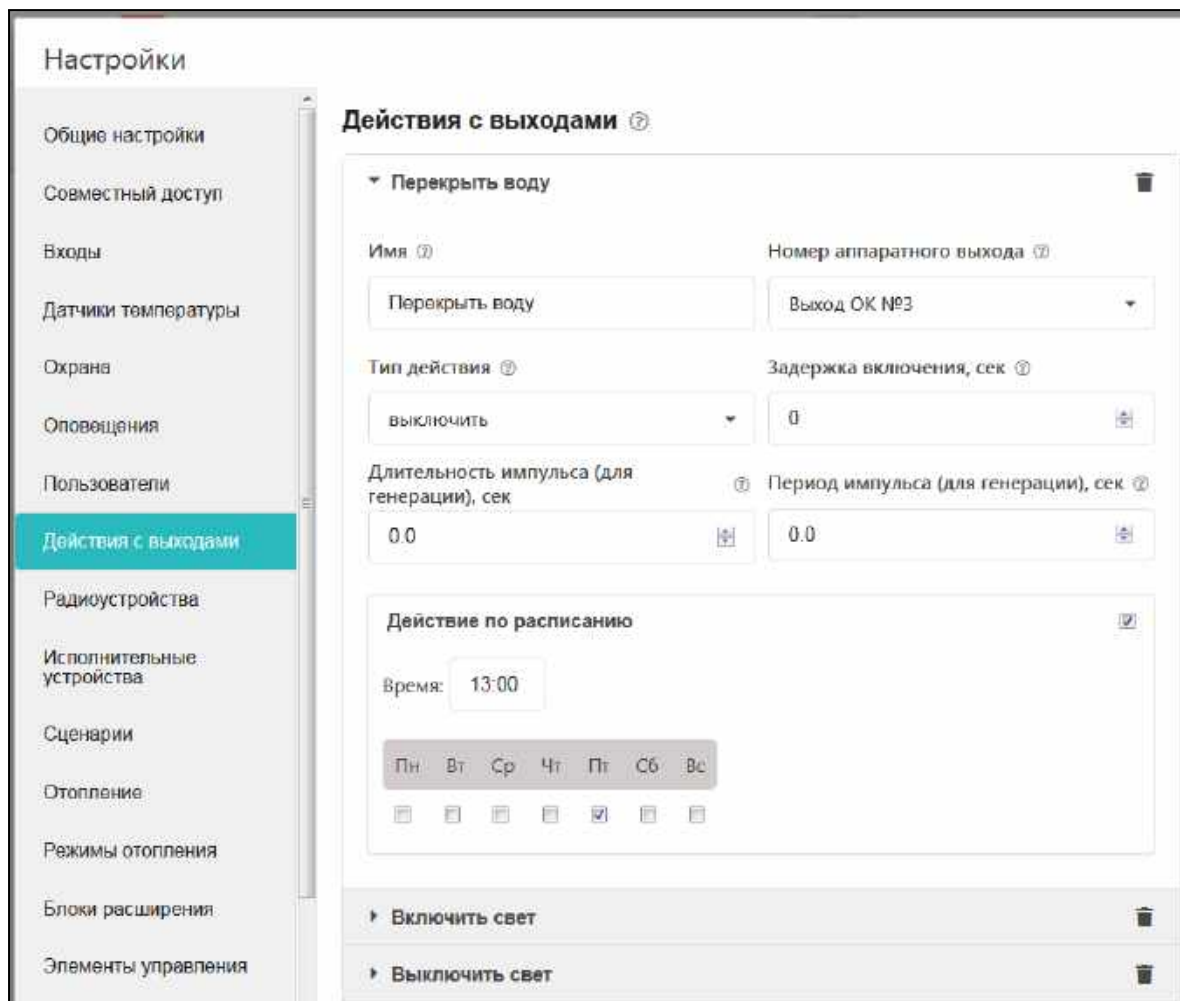 Настройки
Общие настройки
Совместный доступ
Входы
Датчики температуры
Охрана
Оповещения
Пользователи
Действия с выходами
Радиоустройства
Исполнительные
устройства
Сценарии
Отопление
Режимы отопления
Блоки расширения
Элементы управления
Действия с выходами
Перекрыть воду
Имя
Номер аппаратного выхода
Перекрыть воду
Выход ОК №3
Тип действия
Задержка включения, сек
выключить
0
Длительность импульса (для
генерации), сек
Период импульса (для генерации), сек
0.0
0.0
Действие по расписанию
Время: 13:00
Пн Вт Ср Чт Пт Сб Вс
Включить свет
Выключить свет